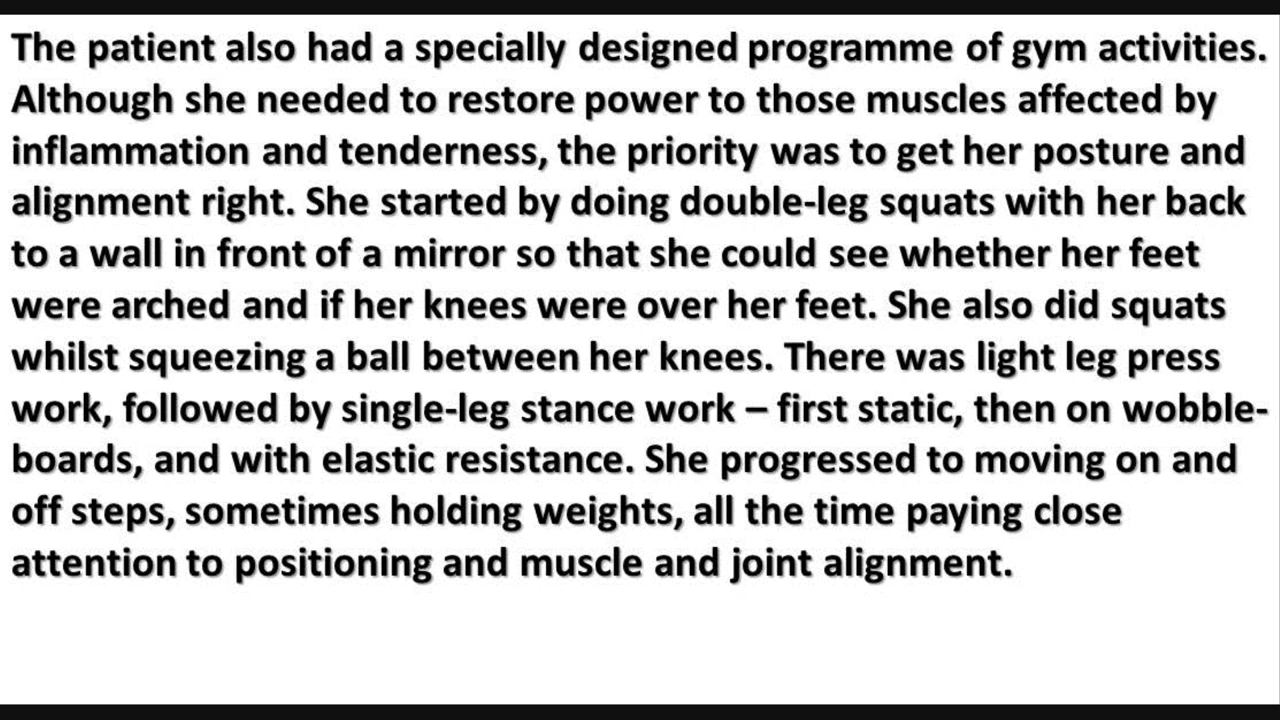 The patient also had a specially designed programme of gym activities.
Although she needed to restore power to those muscles affected by
inflammation and tenderness, the priority was to get her posture and
alignment right. She started by doing double-leg squats with her back
to a wall in front of a mirror so that she could see whether her feet
were arched and if her knees were over her feet. She also did squats
whilst squeezing a ball between her knees. There was light leg press
work, followed by single-leg stance work – first static, then on wobble-
boards, and with elastic resistance. She progressed to moving on and
off steps, sometimes holding weights, all the time paying close
attention to positioning and muscle and joint alignment.